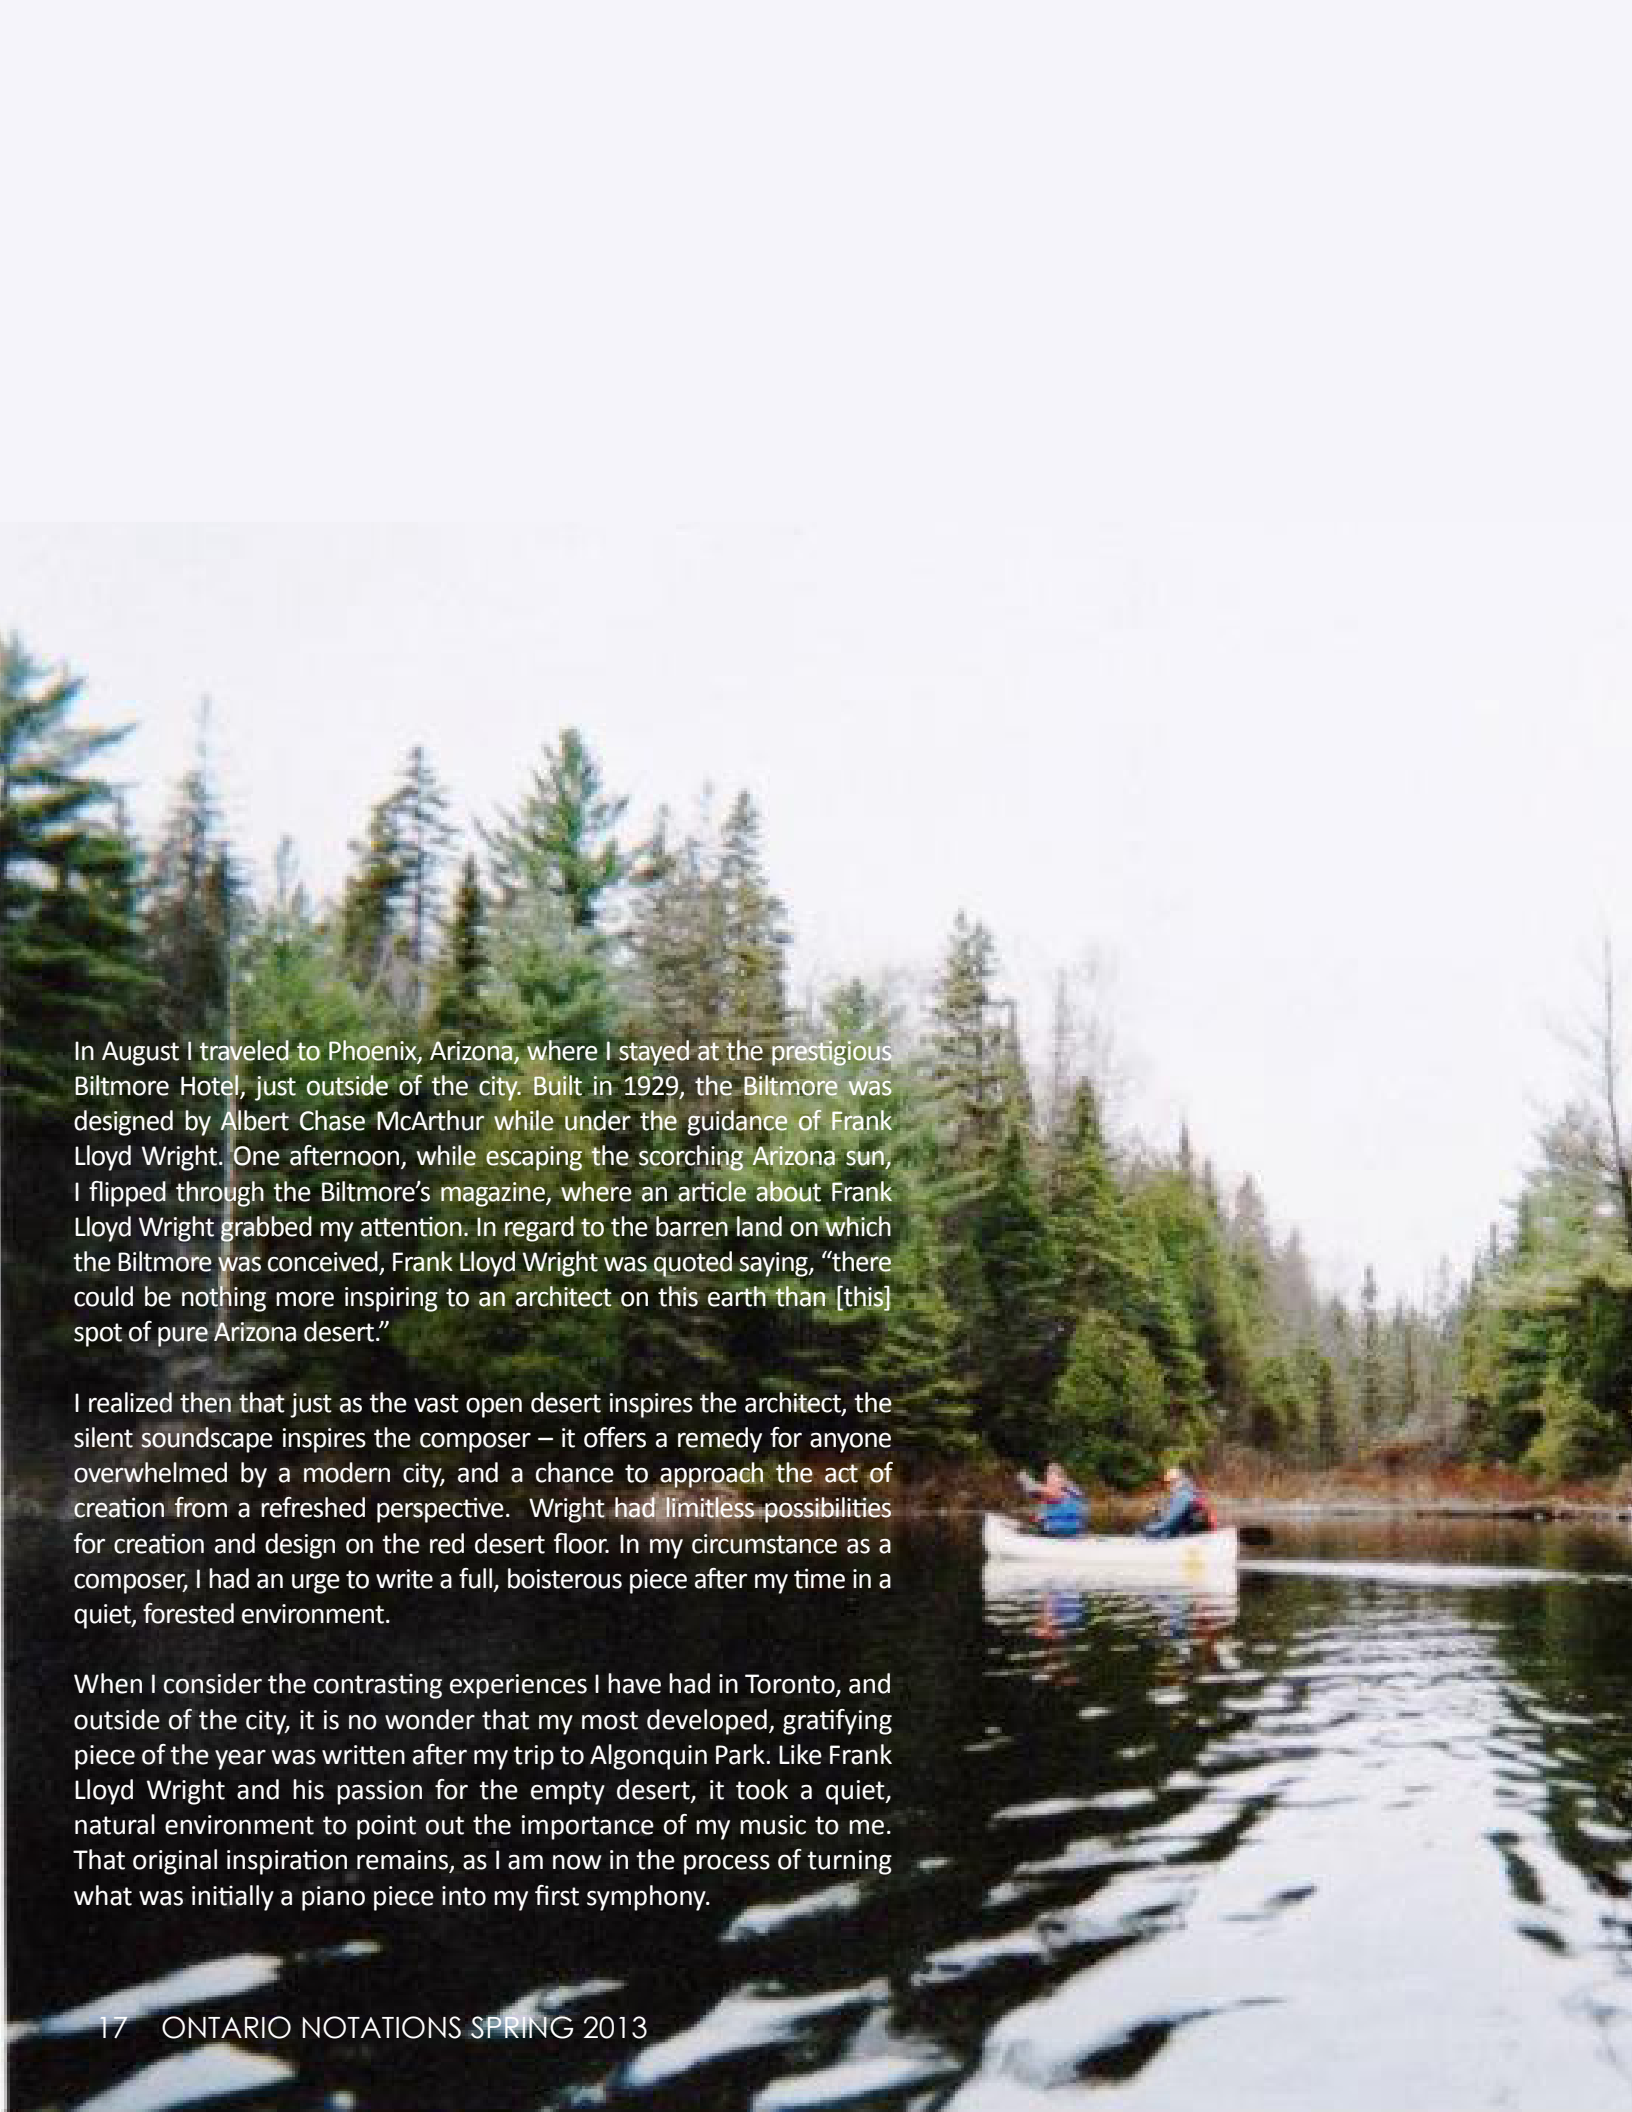 In August I traveled to Phoenix, Arizona, where I stayed at the prestigious
Biltmore Hotel, just outside of the city. Built in 1929, the Biltmore was
designed by Albert Chase McArthur while under the guidance of Frank
Lloyd Wright. One afternoon, while escaping the scorching Arizona sun,
I flipped through the Biltmore’s magazine, where an article about Frank
Lloyd Wright grabbed my attention. In regard to the barren land on which
the Biltmore was conceived, Frank Lloyd Wright was quoted saying, “there
could be nothing more inspiring to an architect on this earth than [this]
spot of pure Arizona desert.”
I realized then that just as the vast open desert inspires the architect, the
silent soundscape inspires the composer – it offers a remedy for anyone
overwhelmed by a modern city, and a chance to approach the act of
creation from a refreshed perspective.  Wright had limitless possibilities
for creation and design on the red desert floor. In my circumstance as a
composer, I had an urge to write a full, boisterous piece after my time in a
quiet, forested environment.
When I consider the contrasting experiences I have had in Toronto, and
outside of the city, it is no wonder that my most developed, gratifying
piece of the year was written after my trip to Algonquin Park. Like Frank
Lloyd Wright and his passion for the empty desert, it took a quiet,
natural environment to point out the importance of my music to me.
That original inspiration remains, as I am now in the process of turning
what was initially a piano piece into my first symphony.
17 ONTARIO NOTATIONS SPRING 2013